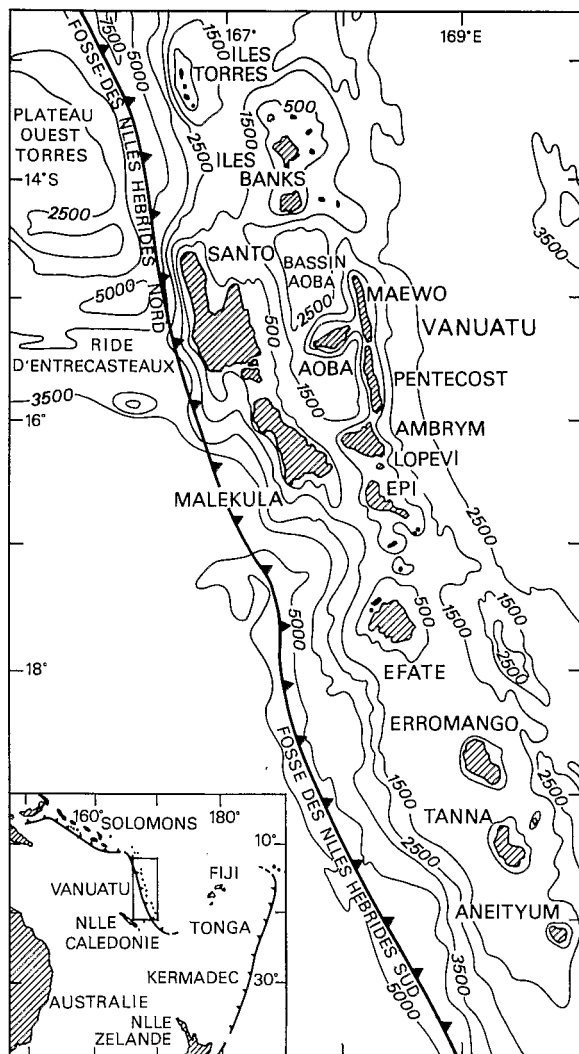 167°
169°E
7500
5000
1500
ILES
TORRES
2500
500
1500
ILES
BANKS
PLATEAU
OUEST
TORRES
14°S
2500
FOSSE DES NLLES HEBRIDES NORD
3500
SANTO
BASSIN
AOBA
2500
MAEWO
VANUATU
5000
500
RIDE
D'ENTRECASTEAUX
AOBA
PENTECOST
1500
3500
16°
AMBRYM
LOPEVI
EPI
MALEKULA
2500
5000
500
1500
1500
2500
18°
EFATE
ERROMANGO
FOSSE DES NLLES HEBRIDES SUD
1500
2500
2500
TANNA
ANEITYUM
3500
5000
160°
180°
SOLOMONS
10°
FIJI
VANUATU
NLLE
CALEDONIE
TONGA
KERMADEC
30°
AUSTRALIE
NLLE
ZELANDE